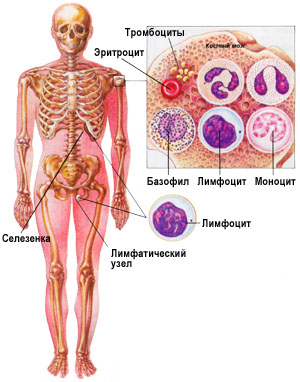 Тромбоциты
Эритроцит
Костный мозг
Базофил
Лимфоцит
Моноцит
Лимфоцит
Селезенка
Лимфатический
узел